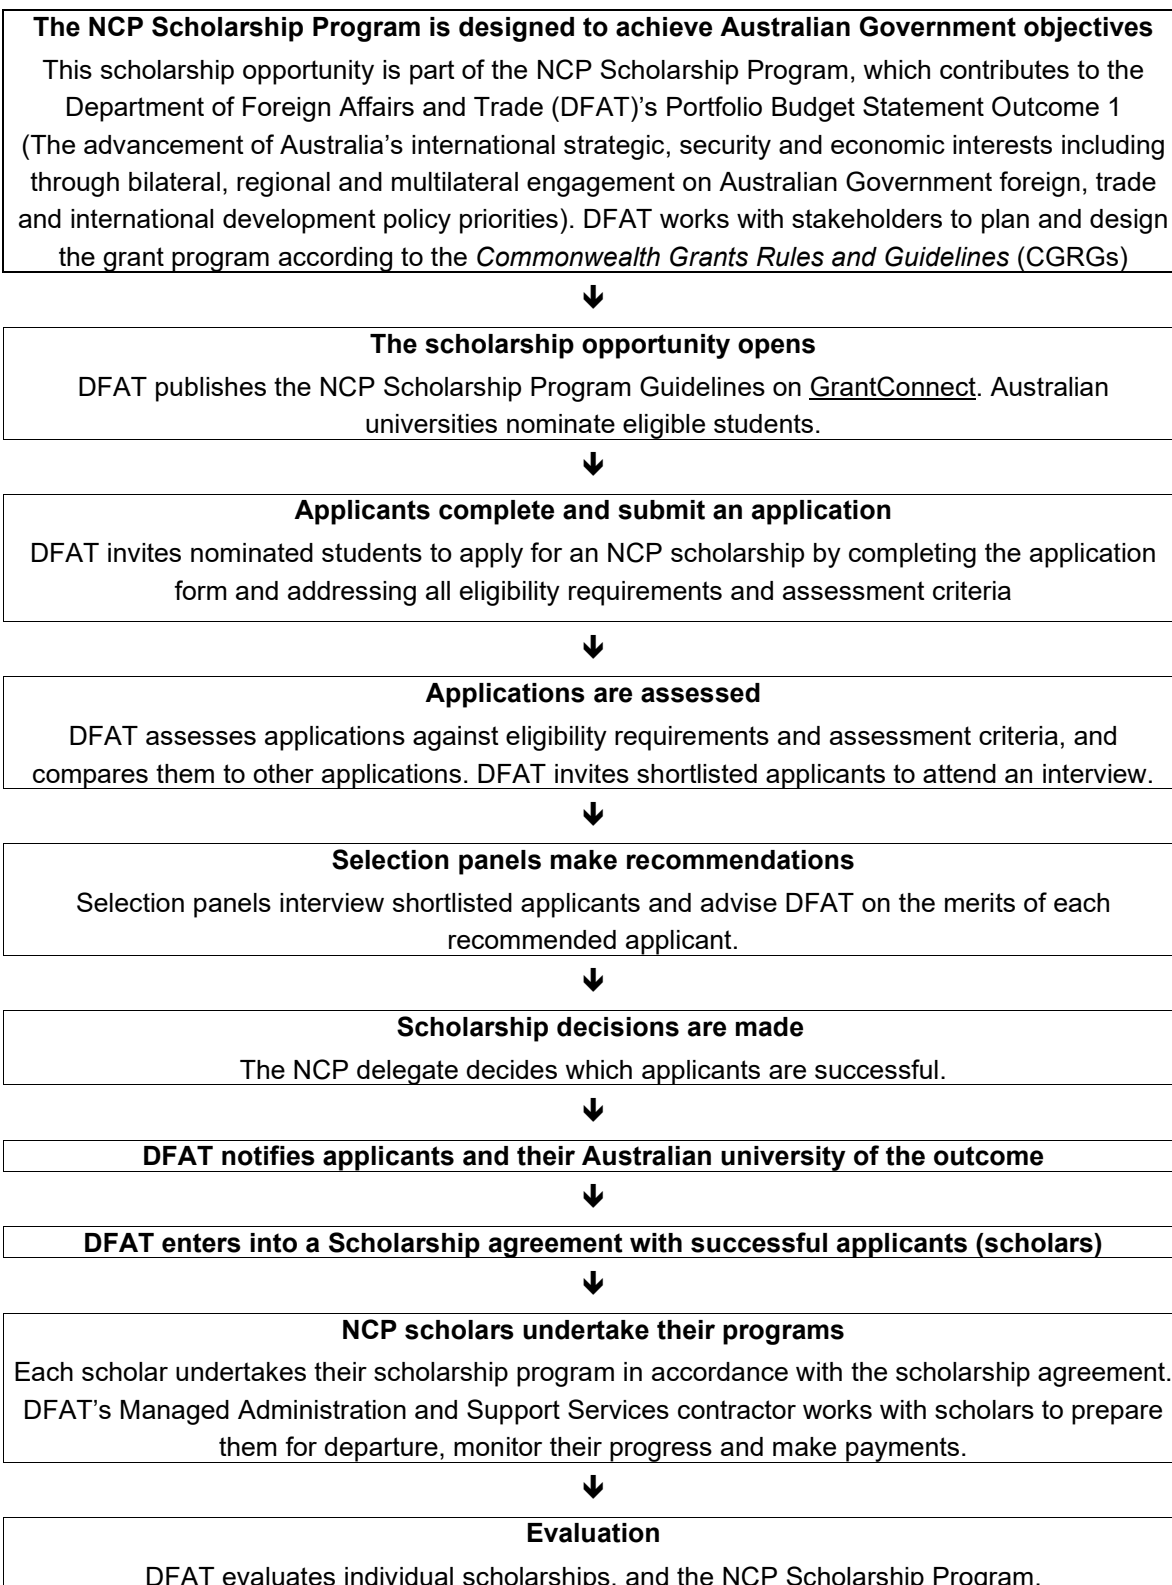 The NCP Scholarship Program is designed to achieve Australian Government objectives
This scholarship opportunity is part of the NCP Scholarship Program, which contributes to the
Department of Foreign Affairs and Trade (DFAT)'s Portfolio Budget Statement Outcome 1
(The advancement of Australia's international strategic, security and economic interests including
through bilateral, regional and multilateral engagement on Australian Government foreign, trade
and international development policy priorities). DFAT works with stakeholders to plan and design
the grant program according to the Commonwealth Grants Rules and Guidelines (CGRGs)
The scholarship opportunity opens
DFAT publishes the NCP Scholarship Program Guidelines on GrantConnect. Australian
universities nominate eligible students.
Applicants complete and submit an application
DFAT invites nominated students to apply for an NCP scholarship by completing the application
form and addressing all eligibility requirements and assessment criteria
Applications are assessed
DFAT assesses applications against eligibility requirements and assessment criteria, and
compares them to other applications. DFAT invites shortlisted applicants to attend an interview.
Selection panels make recommendations
Selection panels interview shortlisted applicants and advise DFAT on the merits of each
recommended applicant.
Scholarship decisions are made
The NCP delegate decides which applicants are successful.
DFAT notifies applicants and their Australian university of the outcome
DFAT enters into a Scholarship agreement with successful applicants (scholars)
NCP scholars undertake their programs
Each scholar undertakes their scholarship program in accordance with the scholarship agreement.
DFAT's Managed Administration and Support Services contractor works with scholars to prepare
them for departure, monitor their progress and make payments.
Evaluation
DFAT evaluates individual scholarships, and the NCP Scholarship Program.